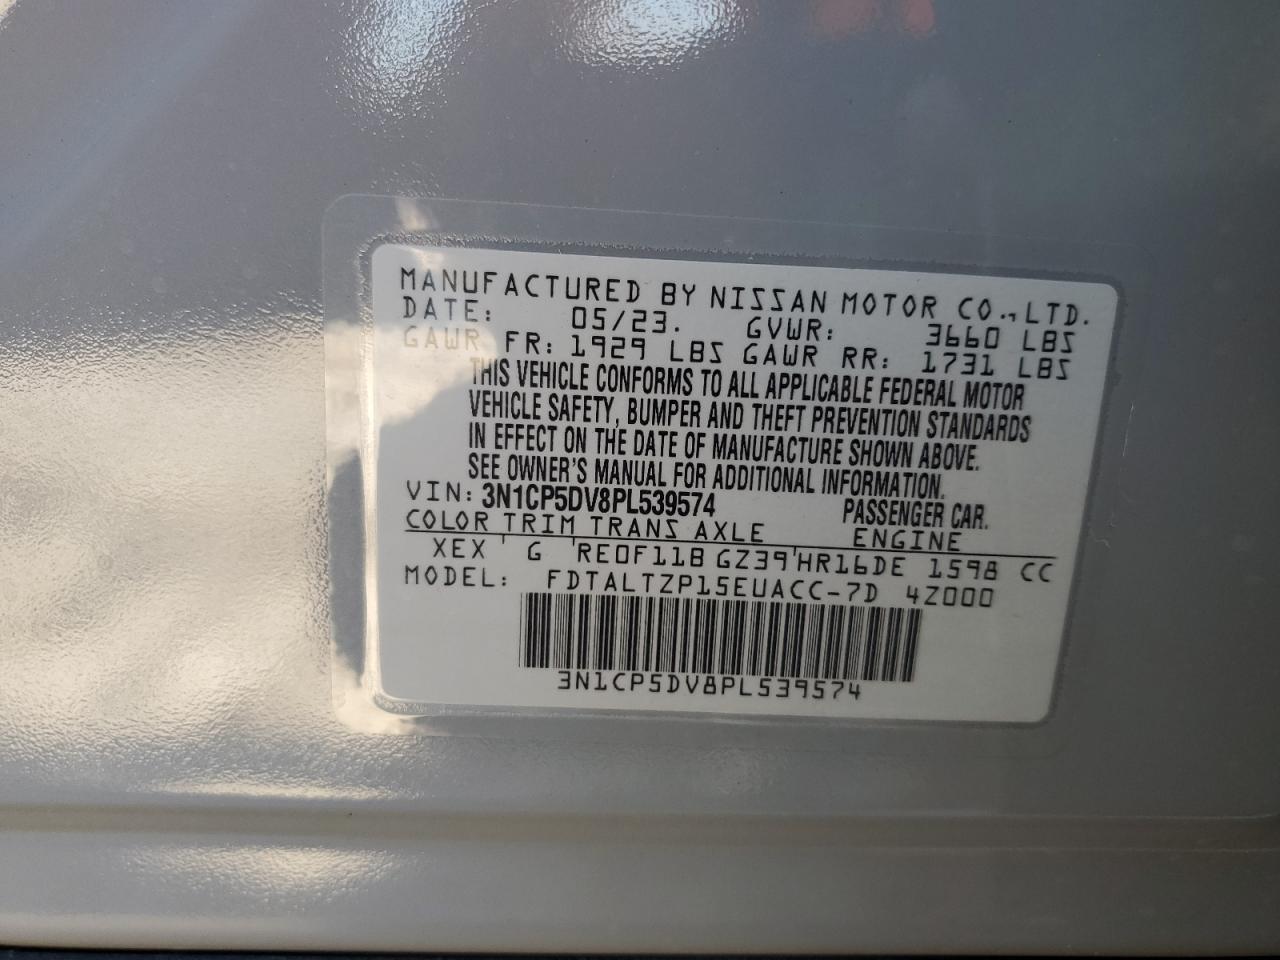 MANUFACTURED BY NISSAN MOTOR CO.,LTD.
DATE: 05/23. GVWR: 3660 LBS
GAWR FR: 1929 LBS GAWR RR: 1731 LBS
THIS VEHICLE CONFORMS TO ALL APPLICABLE FEDERAL MOTOR
VEHICLE SAFETY, BUMPER AND THEFT PREVENTION STANDARDS
IN EFFECT ON THE DATE OF MANUFACTURE SHOWN ABOVE.
SEE OWNER'S MANUAL FOR ADDITIONAL INFORMATION.
VIN: 3N1CP5DV8PL539574 PASSENGER CAR.
COLOR TRIM TRANS AXLE ENGINE
XEX ' G 'RE0F11B GZ39'HR16DE 1598 CC
MODEL: FDTALTZP15EUACC-7D 4Z000
3N1CP5DV8PL539574